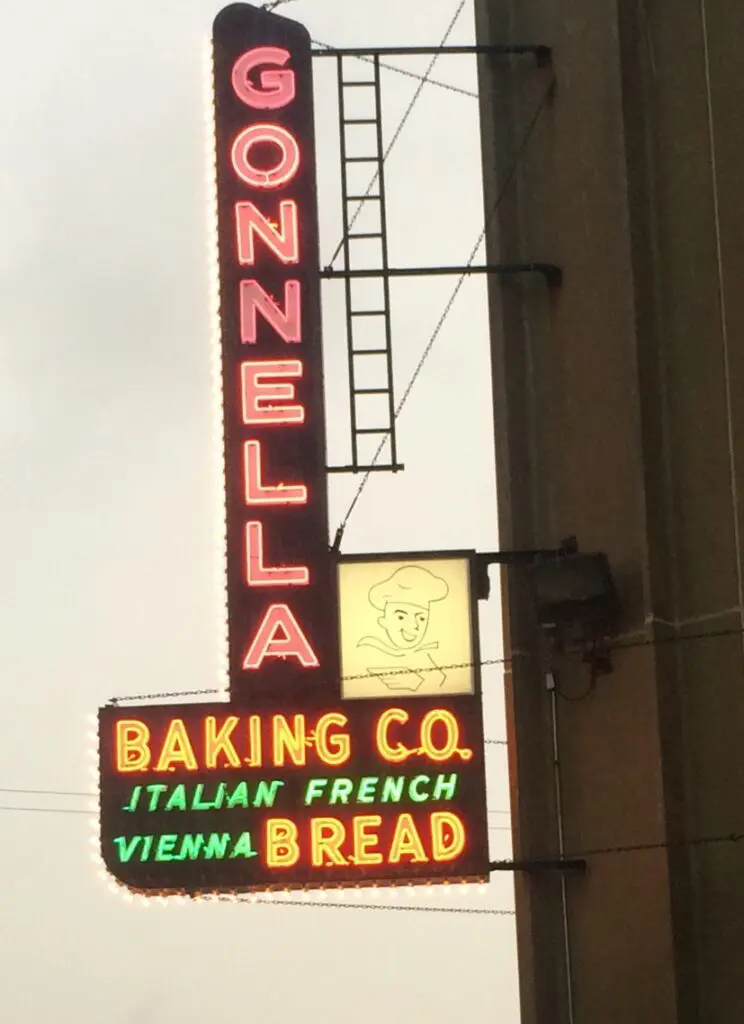 GONNELLA
BAKING CO.
ITALIAN FRENCH
VIENNA BREAD